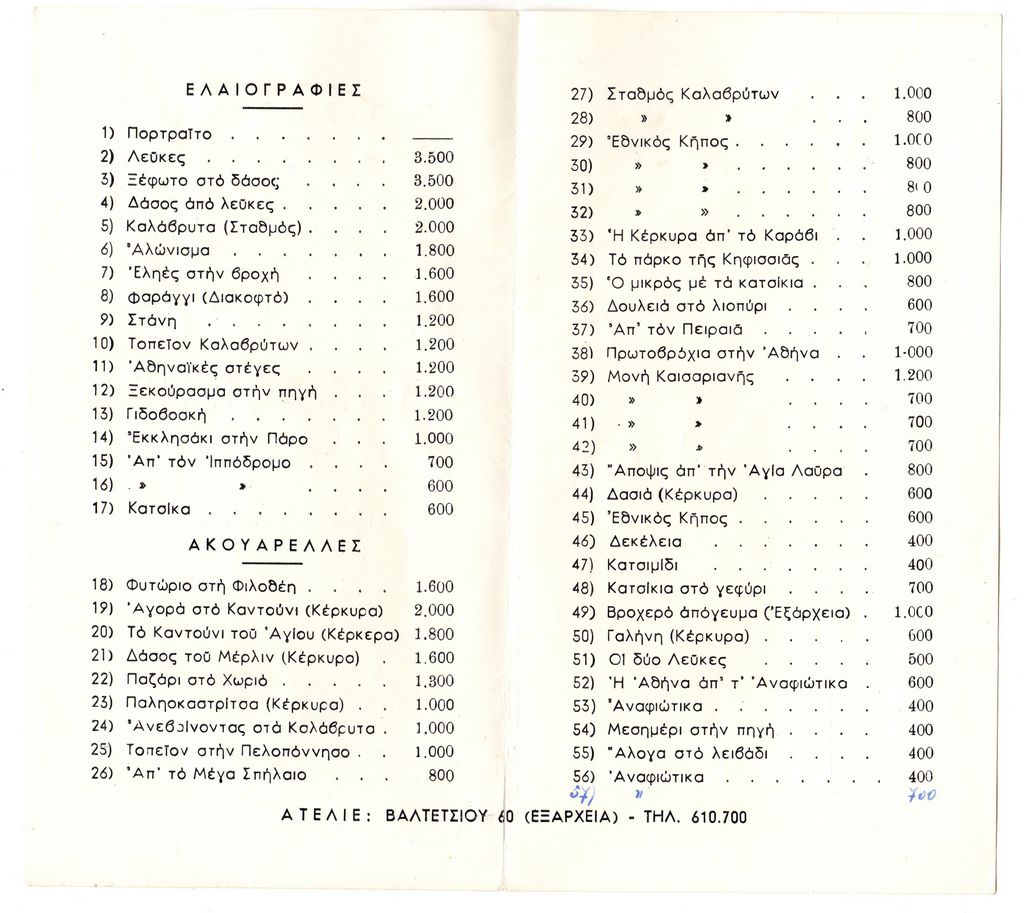 ΕΛΑΙΟΓΡΑΦΙΕΣ
1) Πορτραῖτο . . . . . . . ——
2) Λεῦκες . . . . . . . . 3.500
3) Ξέφωτο στὸ δάσος . . . . 3.500
4) Δάσος ἀπὸ λεῦκες . . . . . 2.000
5) Καλάβρυτα (Σταθμός) . . . . 2.000
6) Ἁλώνισμα . . . . . . . 1.800
7) Ἐληὲς στὴν βροχὴ . . . . 1.600
8) Φαράγγι (Διακοφτὸ) . . . . 1.600
9) Στάνη . . . . . . . . 1.200
10) Τοπεῖον Καλαβρύτων . . . . 1.200
11) Ἀθηναϊκὲς στέγες . . . . 1.200
12) Ξεκούρασμα στὴν πηγὴ . . . 1.200
13) Γιδοβοσκὴ . . . . . . . 1.200
14) Ἐκκλησάκι στὴν Πάρο . . . 1.000
15) Ἀπ' τὸν Ἱππόδρομο . . . . 700
16) » » . . . . 600
17) Κατσίκα . . . . . . . . 600
ΑΚΟΥΑΡΕΛΛΕΣ
18) Φυτώριο στὴ Φιλοθέη . . . . 1.600
19) Ἀγορὰ στὸ Καντούνι (Κέρκυρα) 2.000
20) Τὸ Καντούνι τοῦ Ἁγίου (Κέρκερα) 1.800
21) Δάσος τοῦ Μέρλιν (Κέρκυρα) . 1.600
22) Παζάρι στὸ Χωριὸ . . . . . 1.300
23) Παληοκαστρίτσα (Κέρκυρα) . . 1.000
24) Ἀνεβαίνοντας στὰ Καλάβρυτα . 1.000
25) Τοπεῖον στὴν Πελοπόννησο . . 1.000
26) Ἀπ' τὸ Μέγα Σπήλαιο . . . 800
27) Σταθμὸς Καλαβρύτων . . . 1.000
28) » » . . . 800
29) Ἐθνικὸς Κῆπος . . . . . . 1.000
30) » » . . . . . . 800
31) » » . . . . . . 800
32) » » . . . . . . 800
33) Ἡ Κέρκυρα ἀπ' τὸ Καράβι . . 1.000
34) Τὸ πάρκο τῆς Κηφισσιᾶς . . . 1.000
35) Ὁ μικρὸς μὲ τὰ κατσίκια . . . 800
36) Δουλειὰ στὸ λιοπύρι . . . . 600
37) Ἀπ' τὸν Πειραιᾶ . . . . . 700
38) Πρωτοβρόχια στὴν Ἀθήνα . . 1-000
39) Μονὴ Καισαριανῆς . . . . 1.200
40) » » . . . . 700
41) » » . . . . 700
42) » » . . . . 700
43) Ἄποψις ἀπ' τὴν Ἁγία Λαῦρα . 800
44) Δασιὰ (Κέρκυρα) . . . . . 600
45) Ἐθνικὸς Κῆπος . . . . . . 600
46) Δεκέλεια . . . . . . . 400
47) Κατσιμίδι . . . . . . . 400
48) Κατσίκια στὸ γεφύρι . . . . 700
49) Βροχερὸ ἀπόγευμα (Ἐξάρχεια) . 1.000
50) Γαλήνη (Κέρκυρα) . . . . . 600
51) Οἱ δύο Λεῦκες . . . . . 500
52) Ἡ Ἀθήνα ἀπ' τ' Ἀναφιώτικα . 600
53) Ἀναφιώτικα . . . . . . . 400
54) Μεσημέρι στὴν πηγὴ . . . . 400
55) Ἄλογα στὸ λειβάδι . . . . 400
56) Ἀναφιώτικα . . . . . . . 400
57) " 700
ΑΤΕΛΙΕ: ΒΑΛΤΕΤΣΙΟΥ 60 (ΕΞΑΡΧΕΙΑ) - ΤΗΛ. 610.700